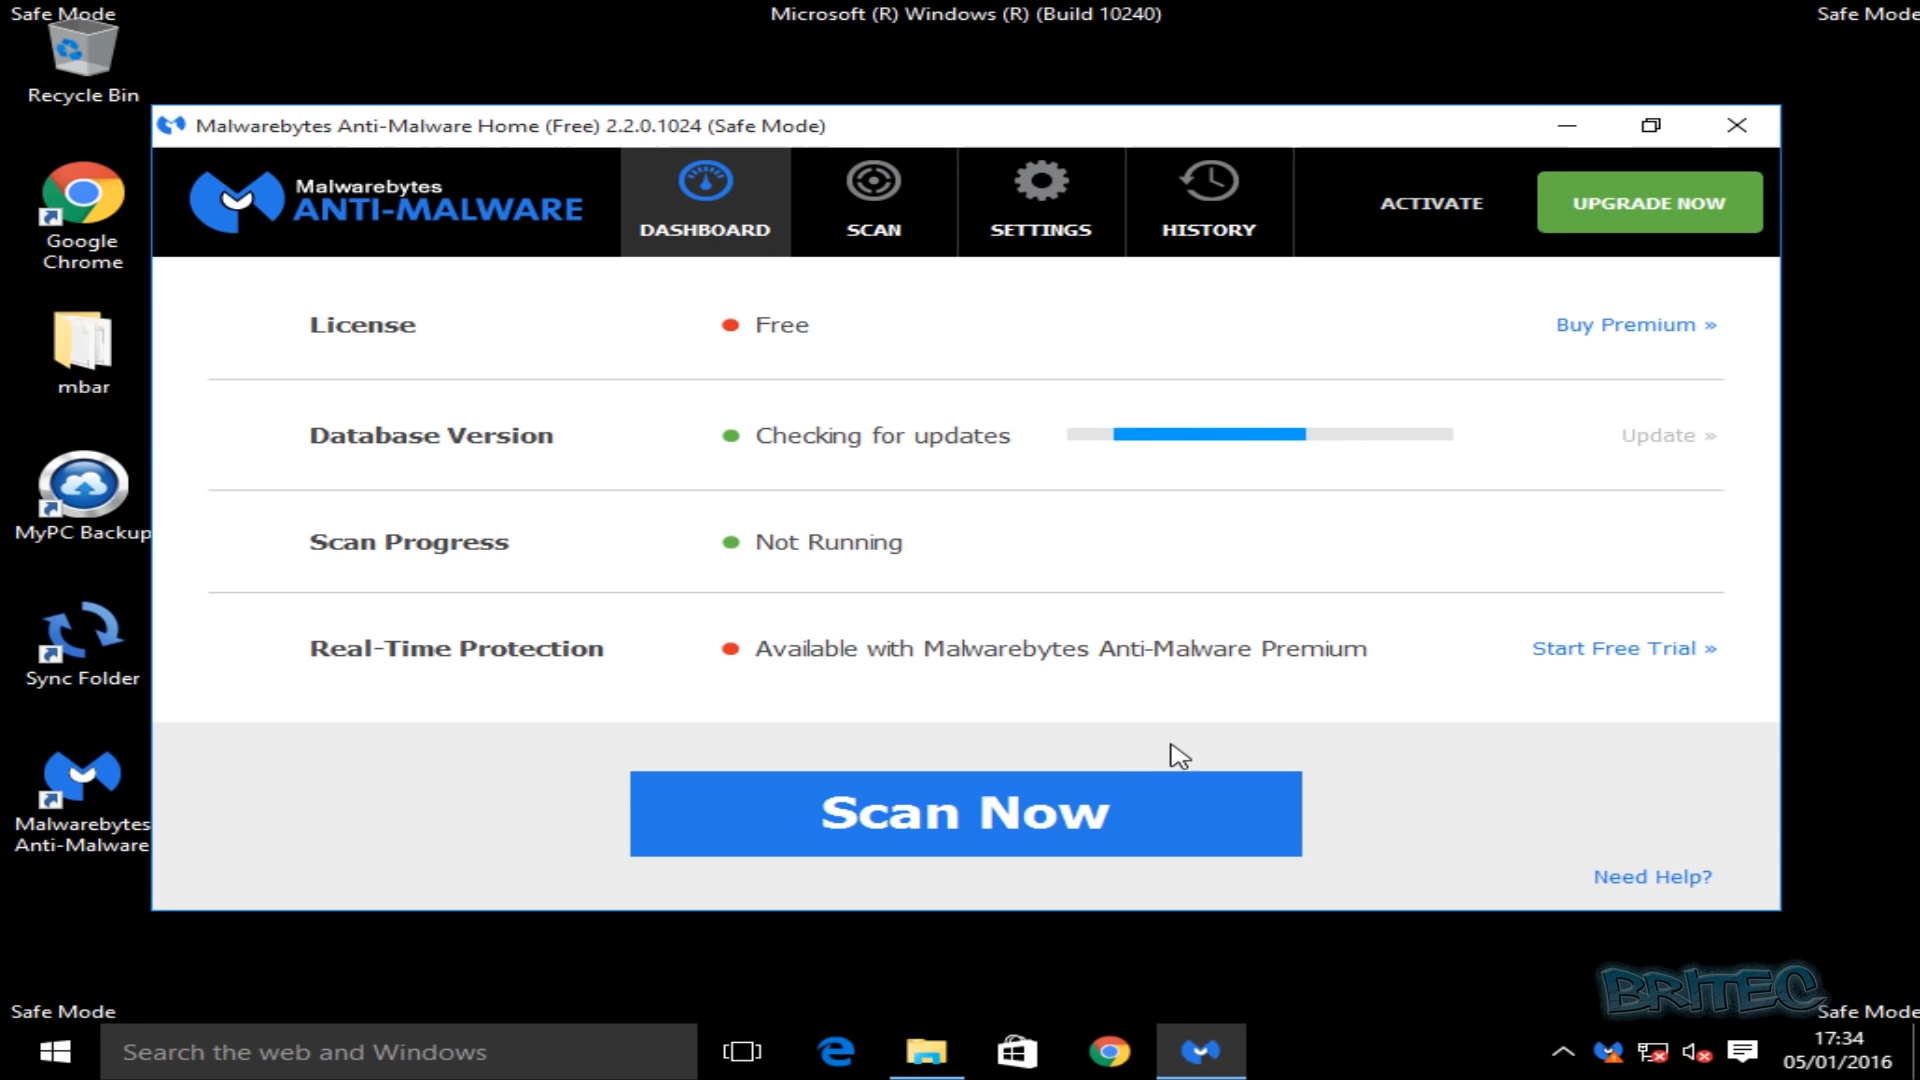 Safe Mode
Microsoft (R) Windows (R) (Build 10240)
Safe Mode
Recycle Bin
Google
Chrome
mbar
MyPC Backup
Sync Folder
Malwarebytes
Anti-Malware
Malwarebytes Anti-Malware Home (Free) 2.2.0.1024 (Safe Mode)
Malwarebytes
ANTI-MALWARE
DASHBOARD
SCAN
SETTINGS
HISTORY
ACTIVATE
UPGRADE NOW
License
Free
Buy Premium »
Database Version
Checking for updates
Update »
Scan Progress
Not Running
Real-Time Protection
Available with Malwarebytes Anti-Malware Premium
Start Free Trial »
Scan Now
Need Help?
BRITEC
Safe Mode
Safe Mode
Search the web and Windows
17:34
05/01/2016